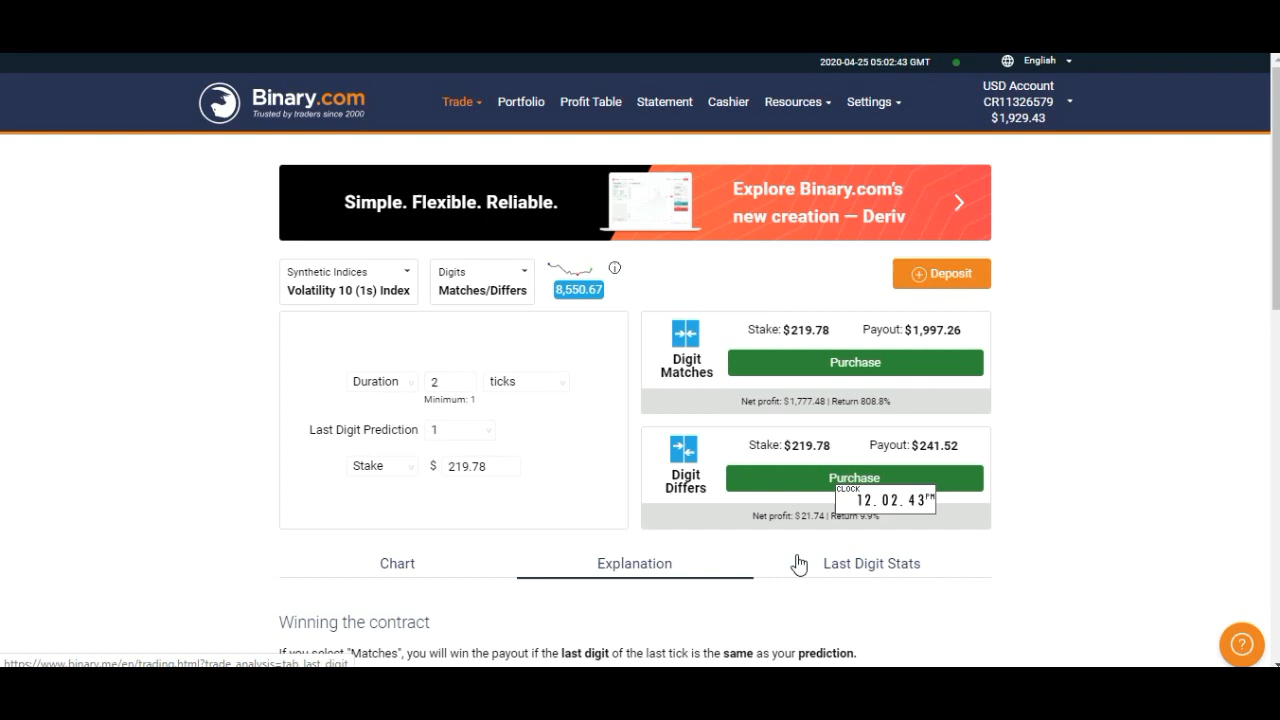 2020-04-25 05:02:43 GMT
English
Binary.com
Trusted by traders since 2000
Trade
Portfolio
Profit Table
Statement
Cashier
Resources
Settings
USD Account
CR11326579
$1,929.43
Simple. Flexible. Reliable.
Explore Binary.com's
new creation — Deriv
Synthetic Indices
Volatility 10 (1s) Index
Digits
Matches/Differs
8,550.67
Deposit
Duration 2 ticks
Minimum: 1
Last Digit Prediction 1
Stake $ 219.78
Digit
Matches
Stake: $219.78 Payout: $1,997.26
Purchase
Net profit: $1,777.48 | Return 808.8%
Digit
Differs
Stake: $219.78 Payout: $241.52
Purchase
CLOCK
12.02.43 PM
Net profit: $21.74 | Return 9.9%
Chart
Explanation
Last Digit Stats
Winning the contract
If you select "Matches", you will win the payout if the last digit of the last tick is the same as your prediction.
https://www.binary.me/en/trading.html?trade_analysis=tab_last_digit